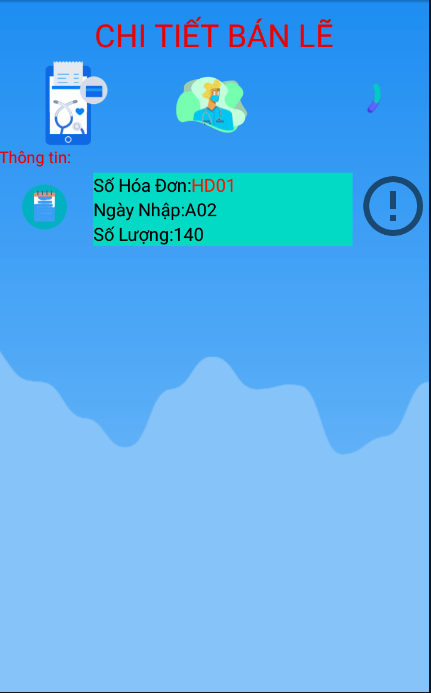 CHI TIẾT BÁN LẼ
Thông tin:
Số Hóa Đơn:HD01
Ngày Nhập:A02
Số Lượng:140